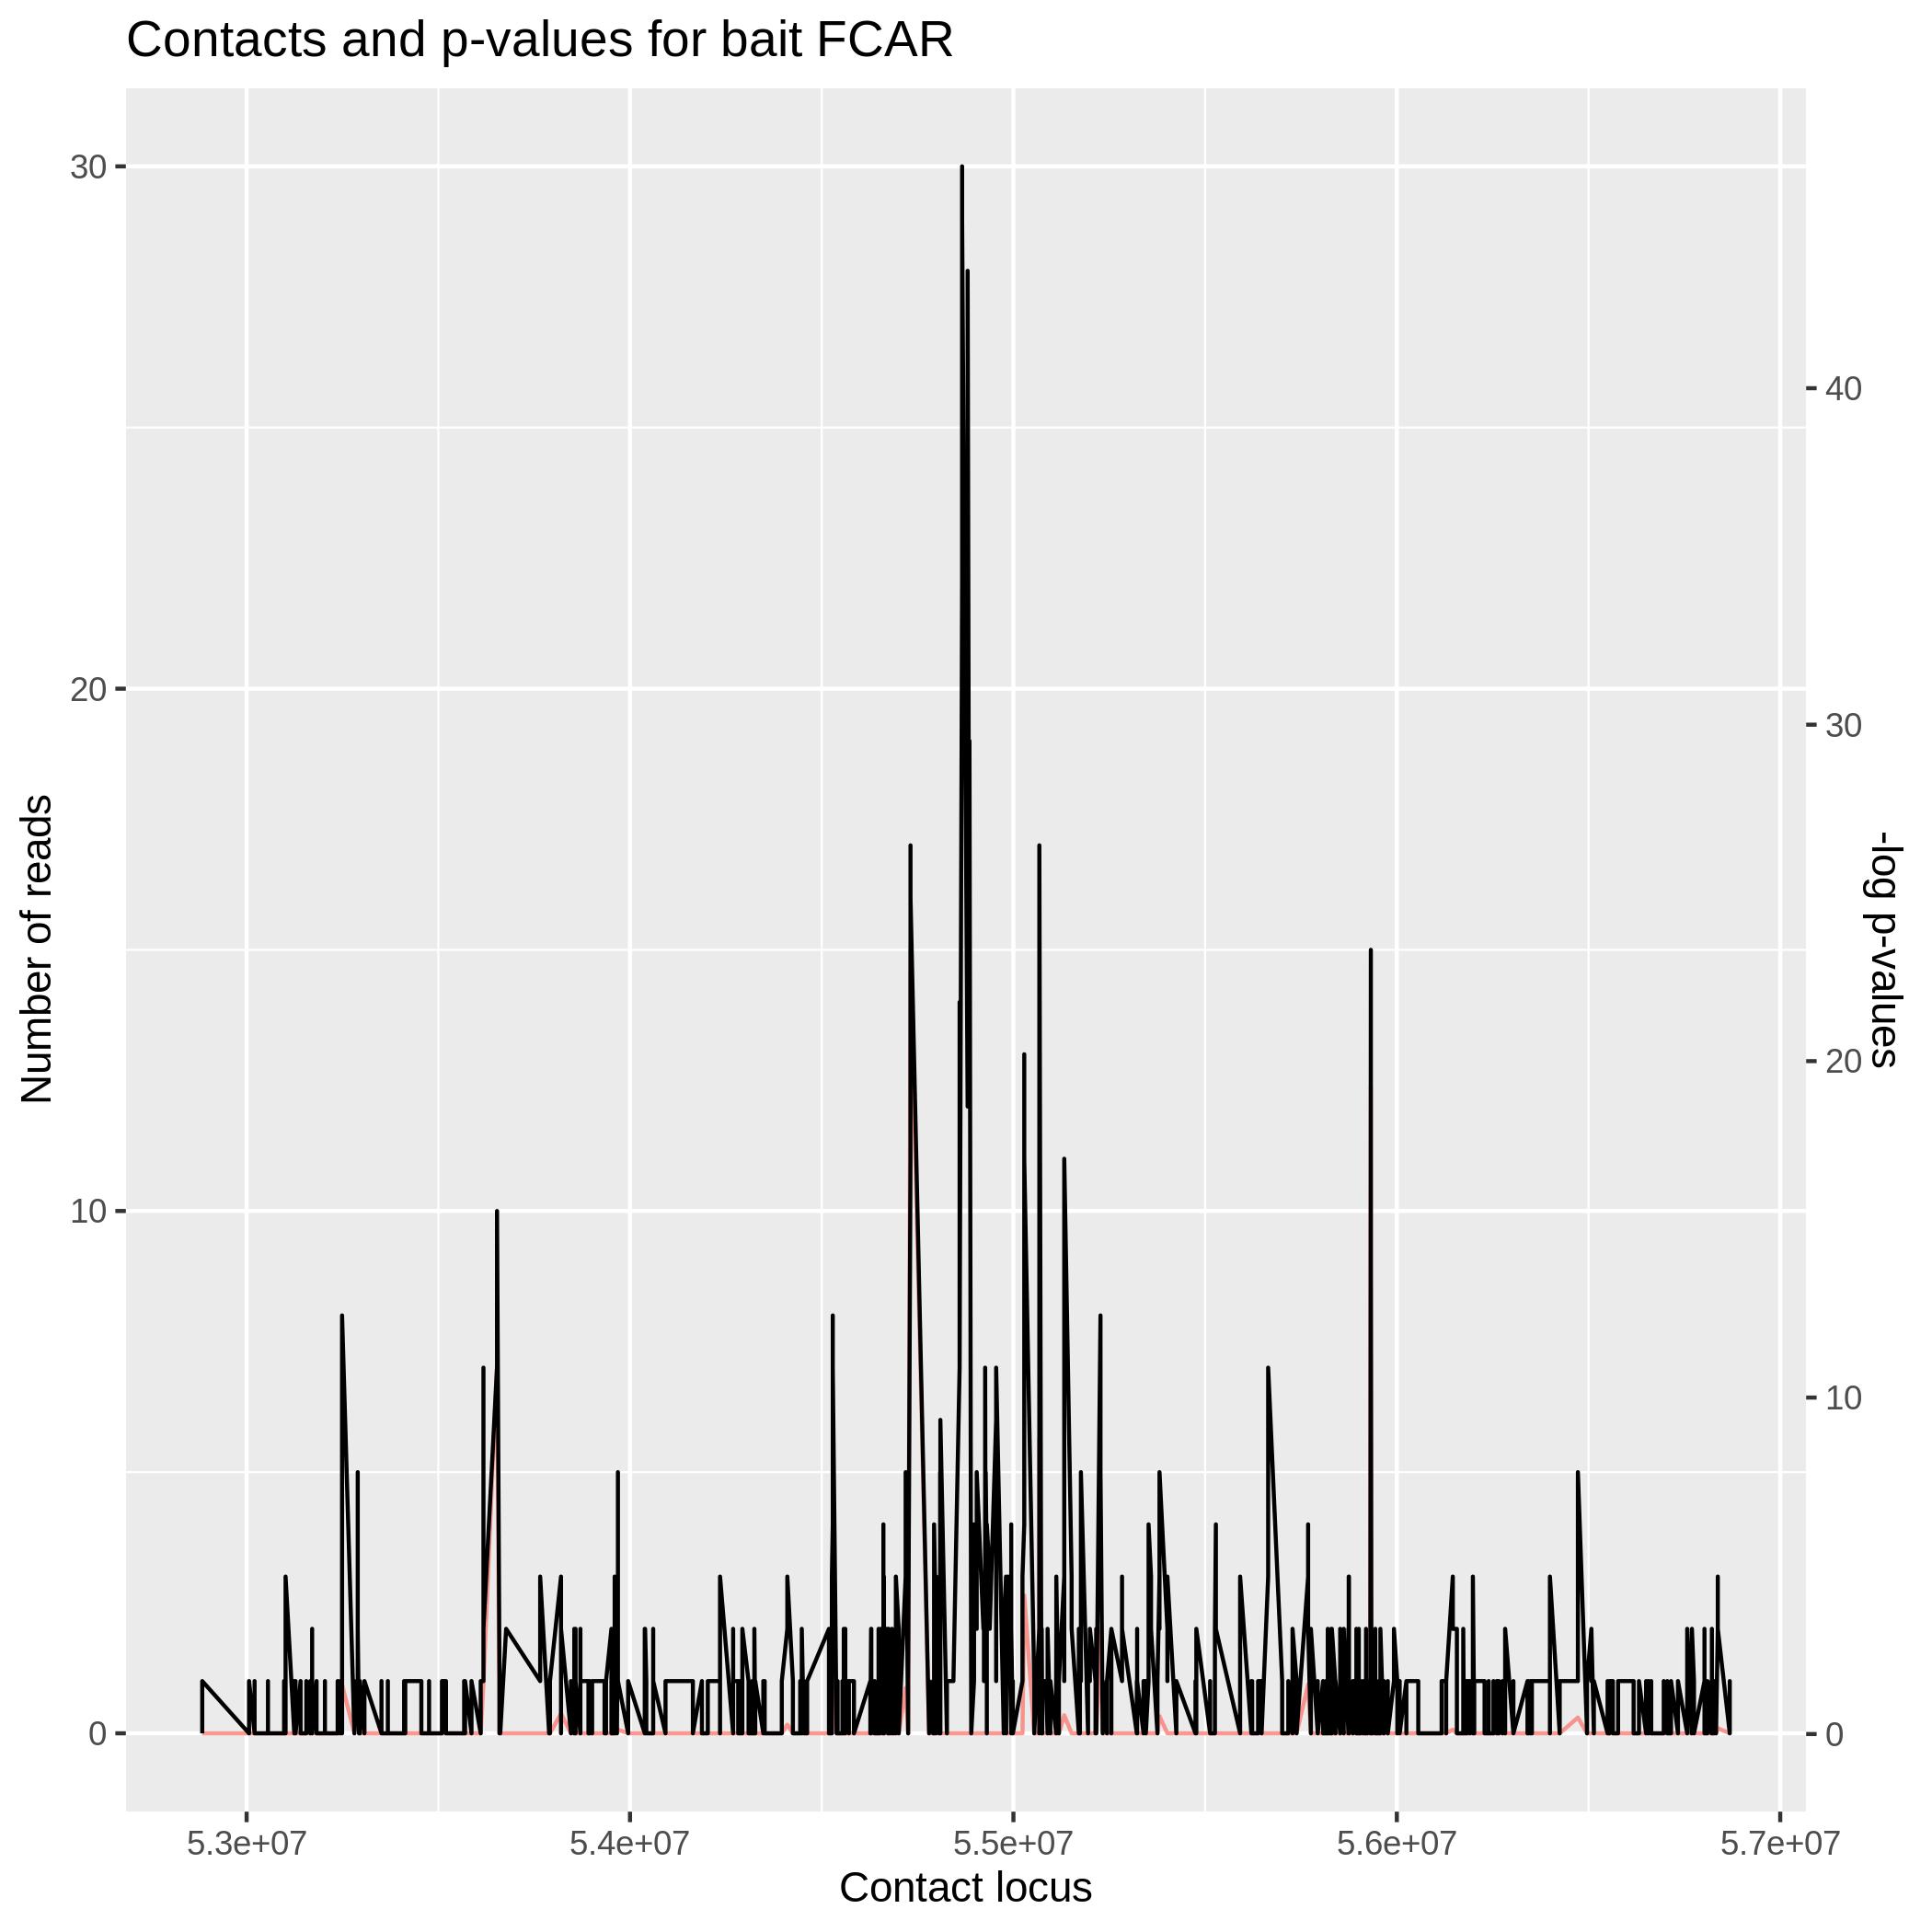 Contacts and p-values for bait FCAR
30
20
10
0
Number of reads
40
30
20
10
0
-log p-values
5.3e+07
5.4e+07
5.5e+07
5.6e+07
5.7e+07
Contact locus